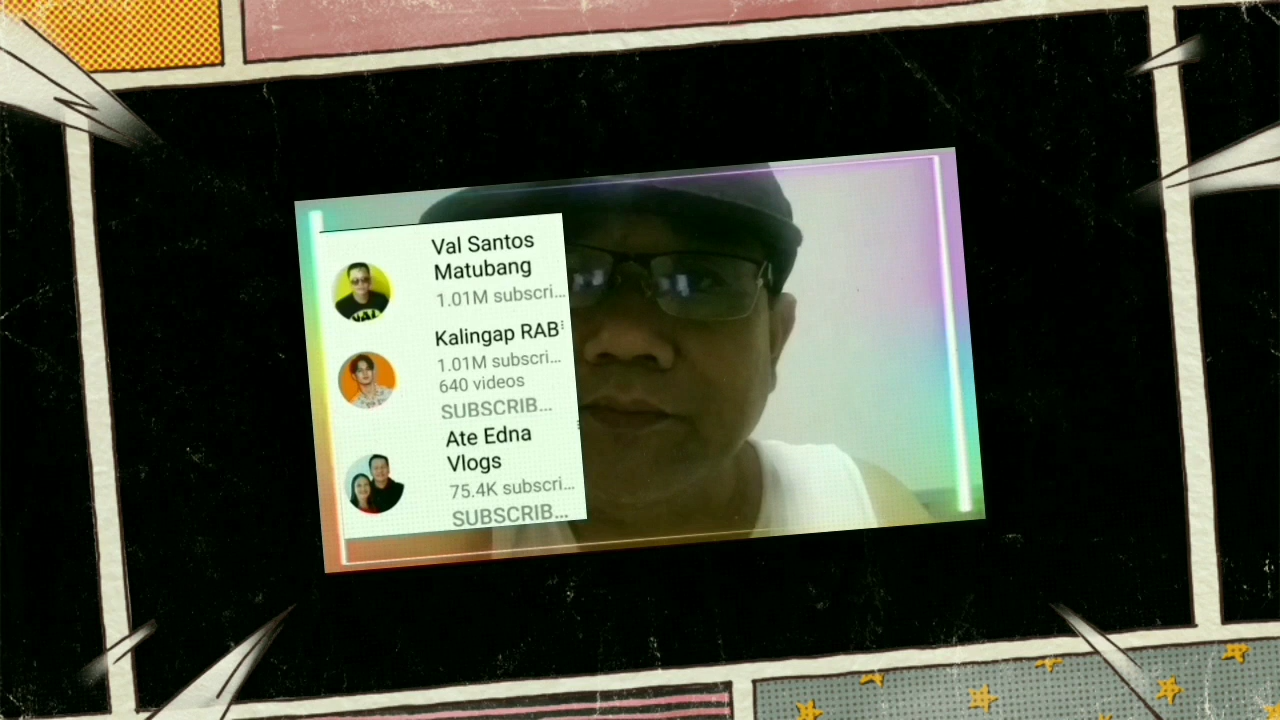 Val Santos
Matubang
1.01M subscri...
Kalingap RAB
1.01M subscri...
640 videos
SUBSCRIB...
Ate Edna
Vlogs
75.4K subscri...
SUBSCRIB...